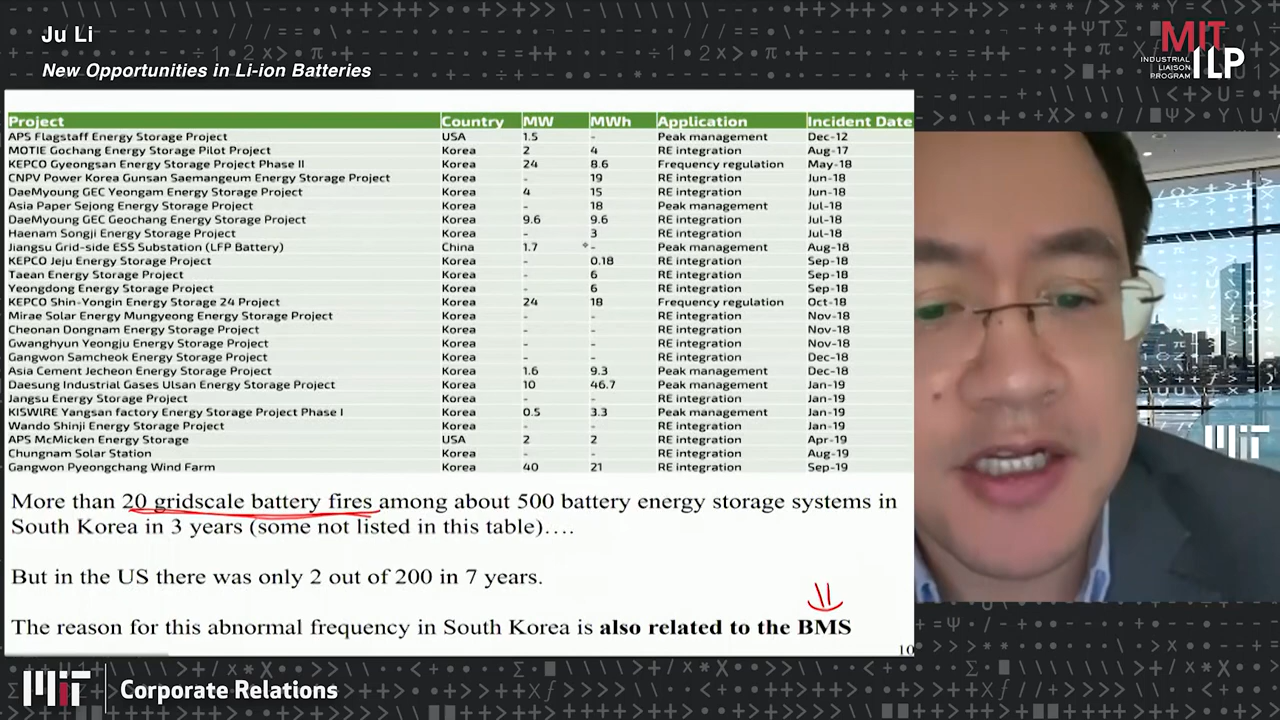 Ju Li
New Opportunities in Li-ion Batteries
MIT
INDUSTRIAL
LIAISON
PROGRAM
ILP
Project Country MW MWh Application Incident Date
APS Flagstaff Energy Storage Project USA 1.5 - Peak management Dec-12
MOTIE Gochang Energy Storage Pilot Project Korea 2 4 RE integration Aug-17
KEPCO Gyeongsan Energy Storage Project Phase II Korea 24 8.6 Frequency regulation May-18
CNPV Power Korea Gunsan Saemangeum Energy Storage Project Korea - 19 RE integration Jun-18
DaeMyoung GEC Yeongam Energy Storage Project Korea 4 15 RE integration Jun-18
Asia Paper Sejong Energy Storage Project Korea - 18 Peak management Jul-18
DaeMyoung GEC Geochang Energy Storage Project Korea 9.6 9.6 RE integration Jul-18
Haenam Songji Energy Storage Project Korea - 3 RE integration Jul-18
Jiangsu Grid-side ESS Substation (LFP Battery) China 1.7 - Peak management Aug-18
KEPCO Jeju Energy Storage Project Korea - 0.18 RE integration Sep-18
Taean Energy Storage Project Korea - 6 RE integration Sep-18
Yeongdong Energy Storage Project Korea - 6 RE integration Sep-18
KEPCO Shin-Yongin Energy Storage 24 Project Korea 24 18 Frequency regulation Oct-18
Mirae Solar Energy Mungyeong Energy Storage Project Korea - - RE integration Nov-18
Cheonan Dongnam Energy Storage Project Korea - - RE integration Nov-18
Gwanghyun Yeongju Energy Storage Project Korea - - RE integration Nov-18
Gangwon Samcheok Energy Storage Project Korea - - RE integration Dec-18
Asia Cement Jecheon Energy Storage Project Korea 1.6 9.3 Peak management Dec-18
Daesung Industrial Gases Ulsan Energy Storage Project Korea 10 46.7 Peak management Jan-19
Jangsu Energy Storage Project Korea - - RE integration Jan-19
KISWIRE Yangsan factory Energy Storage Project Phase I Korea 0.5 3.3 Peak management Jan-19
Wando Shinji Energy Storage Project Korea - - RE integration Jan-19
APS McMicken Energy Storage USA 2 2 RE integration Apr-19
Chungnam Solar Station Korea - - RE integration Aug-19
Gangwon Pyeongchang Wind Farm Korea 40 21 RE integration Sep-19
More than 20 gridscale battery fires among about 500 battery energy storage systems in
South Korea in 3 years (some not listed in this table)….
But in the US there was only 2 out of 200 in 7 years.
The reason for this abnormal frequency in South Korea is also related to the BMS
10
MIT
MIT Corporate Relations